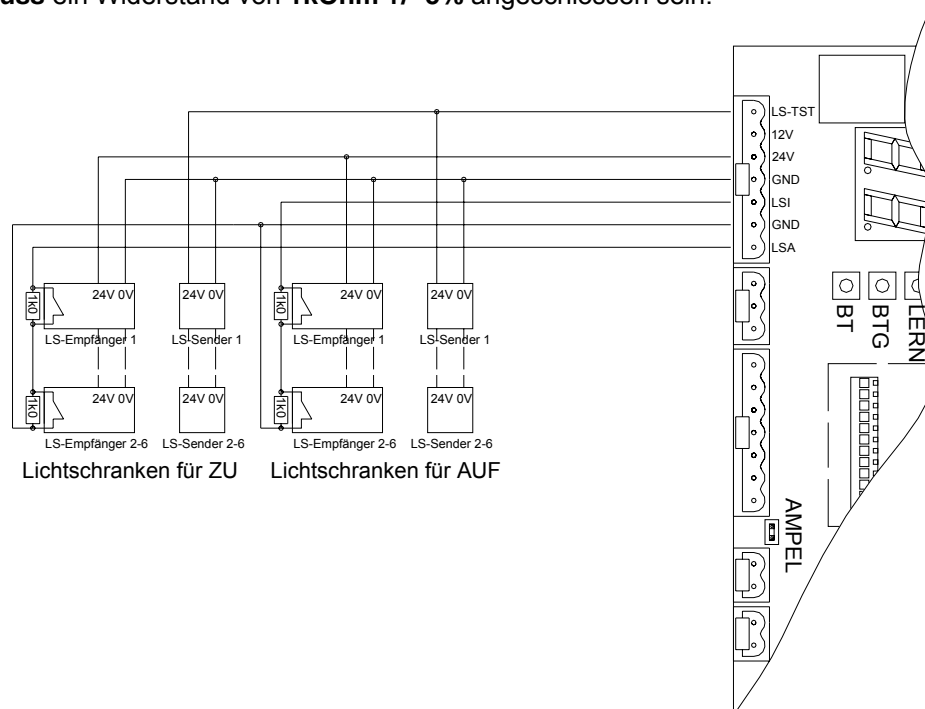 ein Widerstand von 1kOhm angeschlossen sein.
LS-TST
12V
24V
GND
LSI
GND
LSA
24V 0V 24V 0V 24V 0V 24V 0V
1k0 1k0
LS-Empfänger 1 LS-Sender 1 LS-Empfänger 1 LS-Sender 1
24V 0V 24V 0V 24V 0V 24V 0V
1k0 1k0
LS-Empfänger 2-6 LS-Sender 2-6 LS-Empfänger 2-6 LS-Sender 2-6
Lichtschranken für ZU Lichtschranken für AUF
BT
BTG
LERN
AMPEL